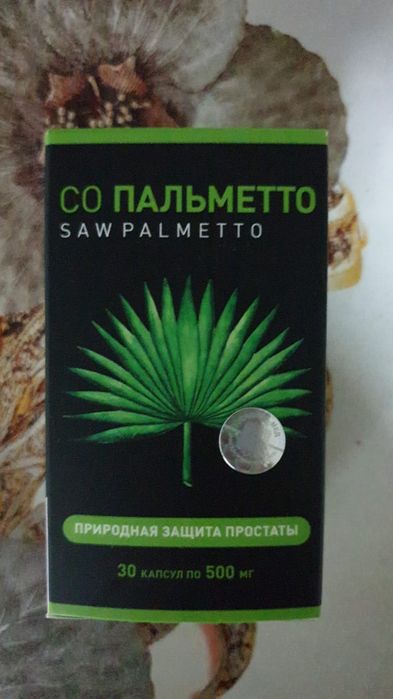 СО ПАЛЬМЕТТО
SAW PALMETTO
ПРИРОДНАЯ ЗАЩИТА ПРОСТАТЫ
30 КАПСУЛ ПО 500 МГ